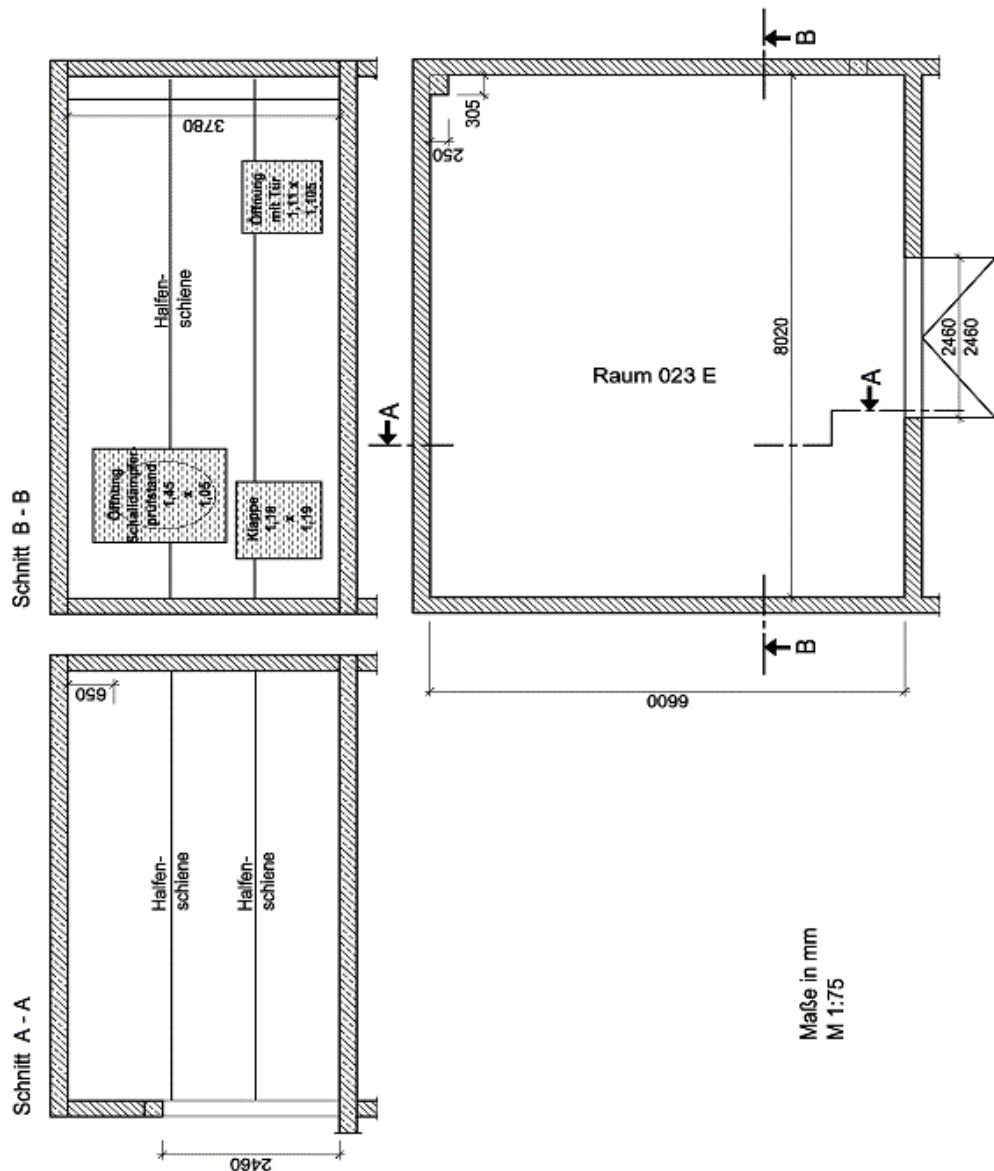 Schnitt A - A
650
Halfen-
schiene
Halfen-
schiene
2460
Schnitt B - B
3780
Halfen-
schiene
Öffnung
Schalldämpfer-
prüfstand
1,45
x
1,05
Klappe
1,18
x
1,19
Öffnung
mit Tür
1,11 x
1,105
B
B
A
A
305
250
8020
6600
2460
2460
Raum 023 E
Maße in mm
M 1:75